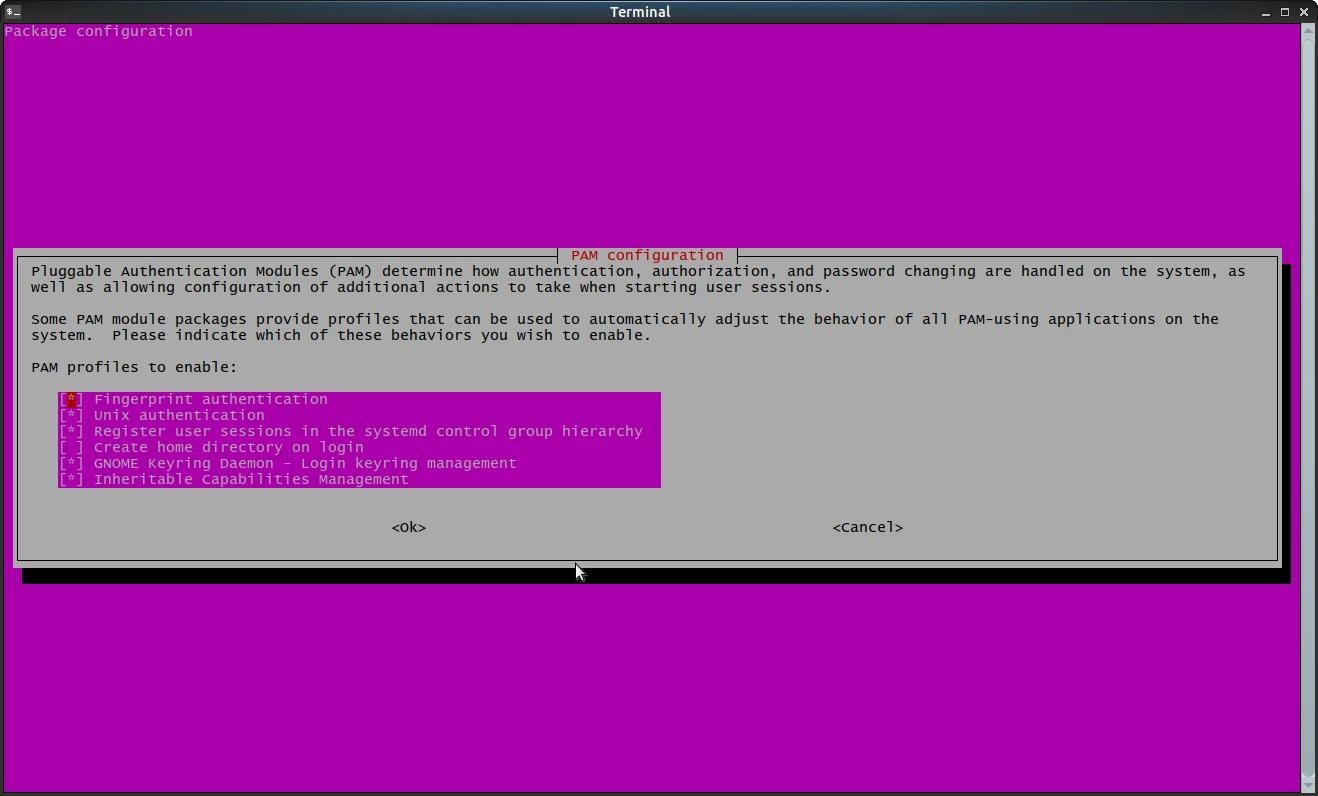 $_ Terminal
Package configuration
PAM configuration
Pluggable Authentication Modules (PAM) determine how authentication, authorization, and password changing are handled on the system, as
well as allowing configuration of additional actions to take when starting user sessions.
Some PAM module packages provide profiles that can be used to automatically adjust the behavior of all PAM-using applications on the
system.  Please indicate which of these behaviors you wish to enable.
PAM profiles to enable:
[*] Fingerprint authentication
[*] Unix authentication
[*] Register user sessions in the systemd control group hierarchy
[ ] Create home directory on login
[*] GNOME Keyring Daemon - Login keyring management
[*] Inheritable Capabilities Management
<Ok> <Cancel>